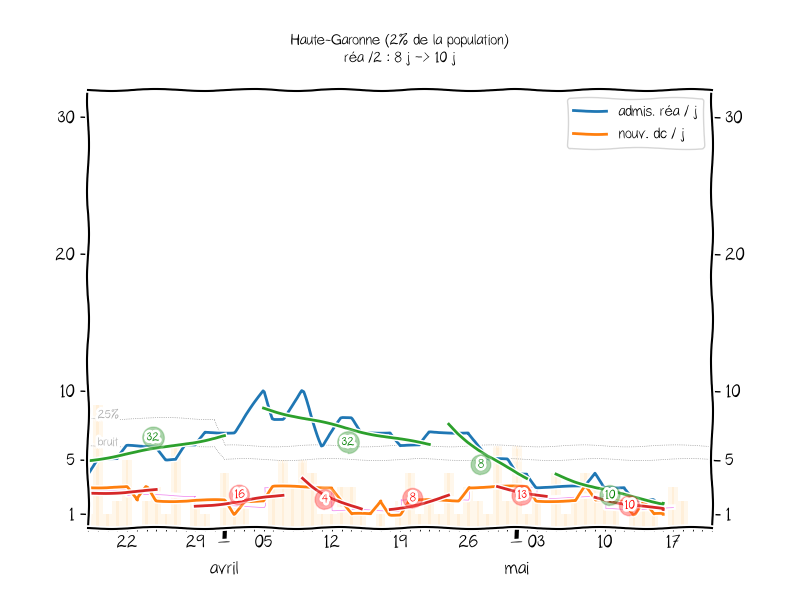 Haute-Garonne (2% de la population)
réa /2 : 8 j -> 10 j
admis. réa / j
nouv. dc / j
30 30
20 20
10 10
25%
bruit
5 5
1 1
32 32 8 10
16 4 8 13 10
22 29 05 12 19 26 03 10 17
avril mai